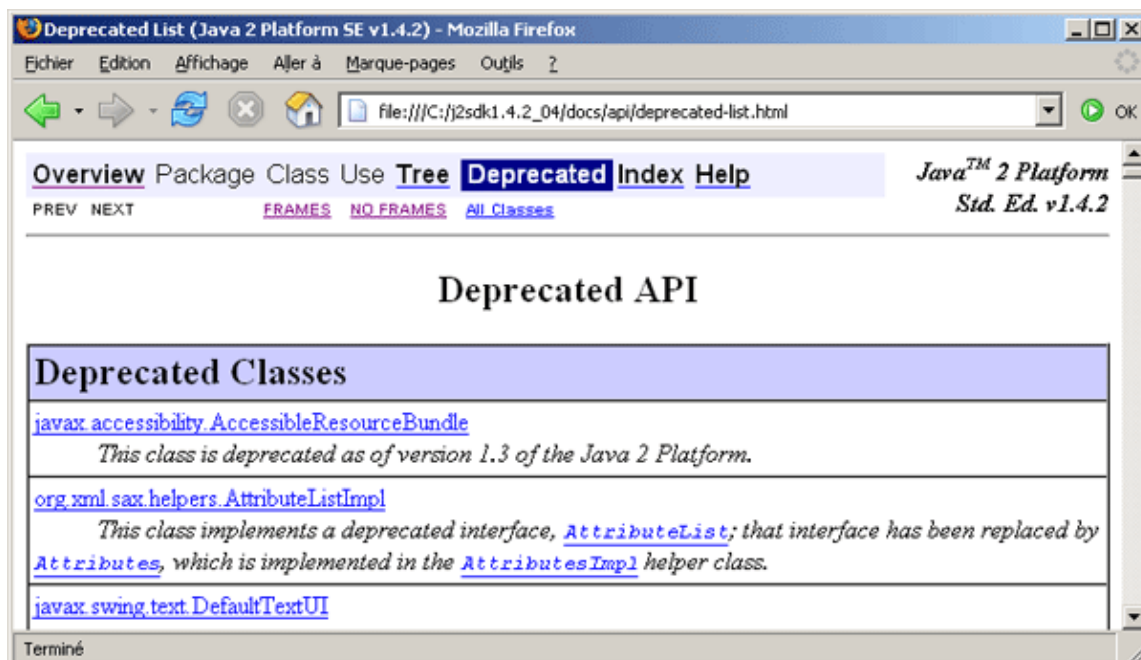 Deprecated List (Java 2 Platform SE v1.4.2) - Mozilla Firefox
Fichier Edition Affichage Aller à Marque-pages Outils ?
file:///C:/j2sdk1.4.2_04/docs/api/deprecated-list.html OK
Overview Package Class Use Tree Deprecated Index Help
Java™ 2 Platform
Std. Ed. v1.4.2
PREV NEXT FRAMES NO FRAMES All Classes
Deprecated API
Deprecated Classes
javax.accessibility.AccessibleResourceBundle
This class is deprecated as of version 1.3 of the Java 2 Platform.
org.xml.sax.helpers.AttributeListImpl
This class implements a deprecated interface, AttributeList; that interface has been replaced by
Attributes, which is implemented in the AttributesImpl helper class.
javax.swing.text.DefaultTextUI
Terminé